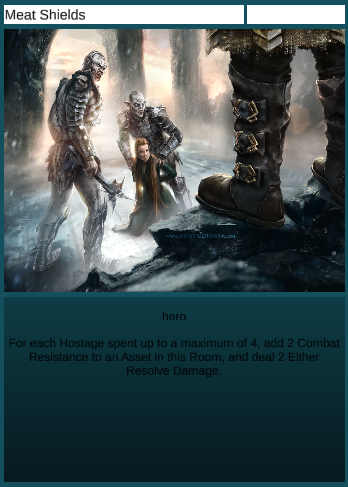 Meat Shields
hero
For each Hostage spent up to a maximum of 4, add 2 Combat
Resistance to an Asset in this Room, and deal 2 Either
Resolve Damage.